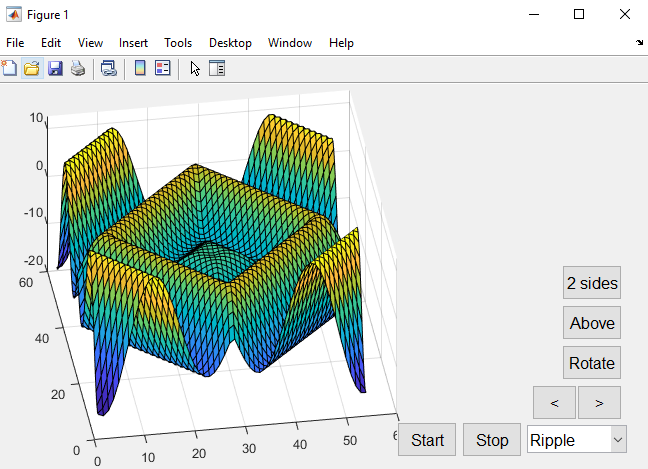 Figure 1
File Edit View Insert Tools Desktop Window Help
10
0
-10
-20
60
40
20
0
0
10
20
30
40
50
6
2 sides
Above
Rotate
< >
Start Stop Ripple